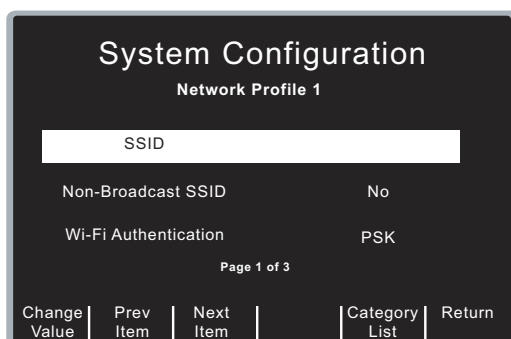 System Configuration
Network Profile 1
SSID
Non-Broadcast SSID No
Wi-Fi Authentication PSK
Page 1 of 3
Change Value Prev Item Next Item Category List Return